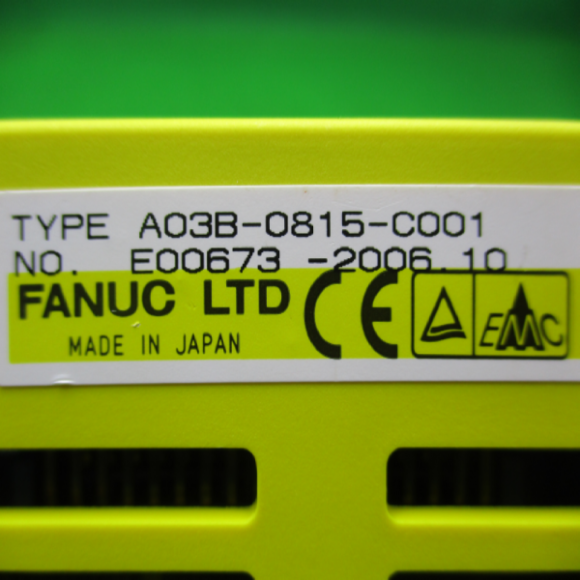 TYPE A03B-0815-C001
NO. E00673 -2006.10
FANUC LTD CE EMC
MADE IN JAPAN